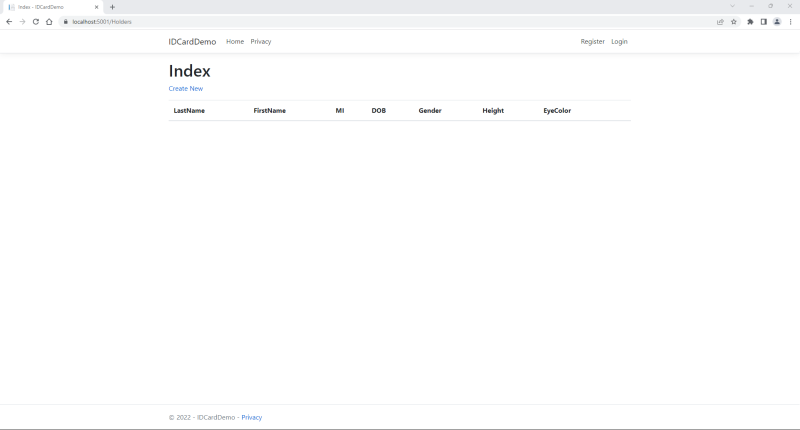 Index - IDCardDemo
localhost:5001/Holders
IDCardDemo Home Privacy Register Login
Index
Create New
LastName FirstName MI DOB Gender Height EyeColor
© 2022 - IDCardDemo - Privacy